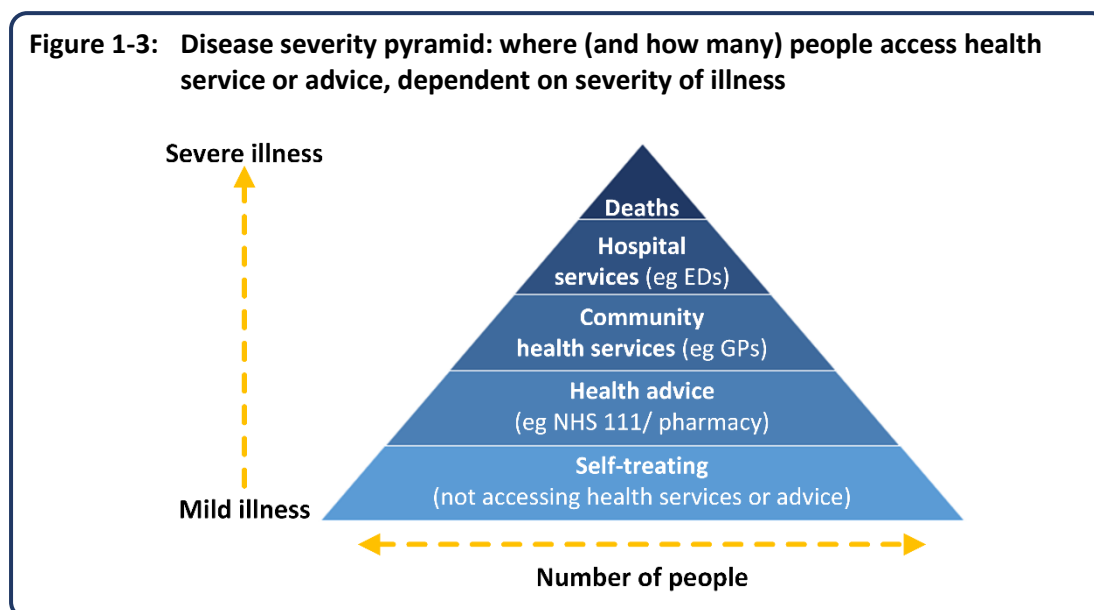 Figure 1-3: Disease severity pyramid: where (and how many) people access health
service or advice, dependent on severity of illness
Severe illness
Deaths
Hospital
services (eg EDs)
Community
health services (eg GPs)
Health advice
(eg NHS 111/ pharmacy)
Self-treating
(not accessing health services or advice)
Mild illness
Number of people